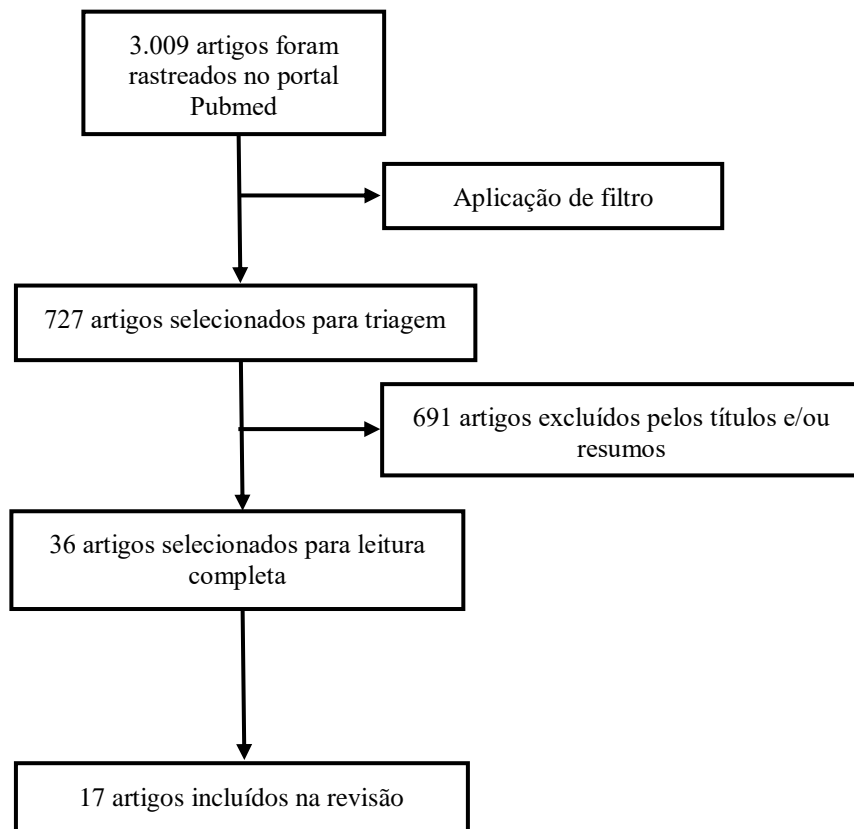 3.009 artigos foram
rastreados no portal
Pubmed
Aplicação de filtro
727 artigos selecionados para triagem
691 artigos excluídos pelos títulos e/ou
resumos
36 artigos selecionados para leitura
completa
17 artigos incluídos na revisão